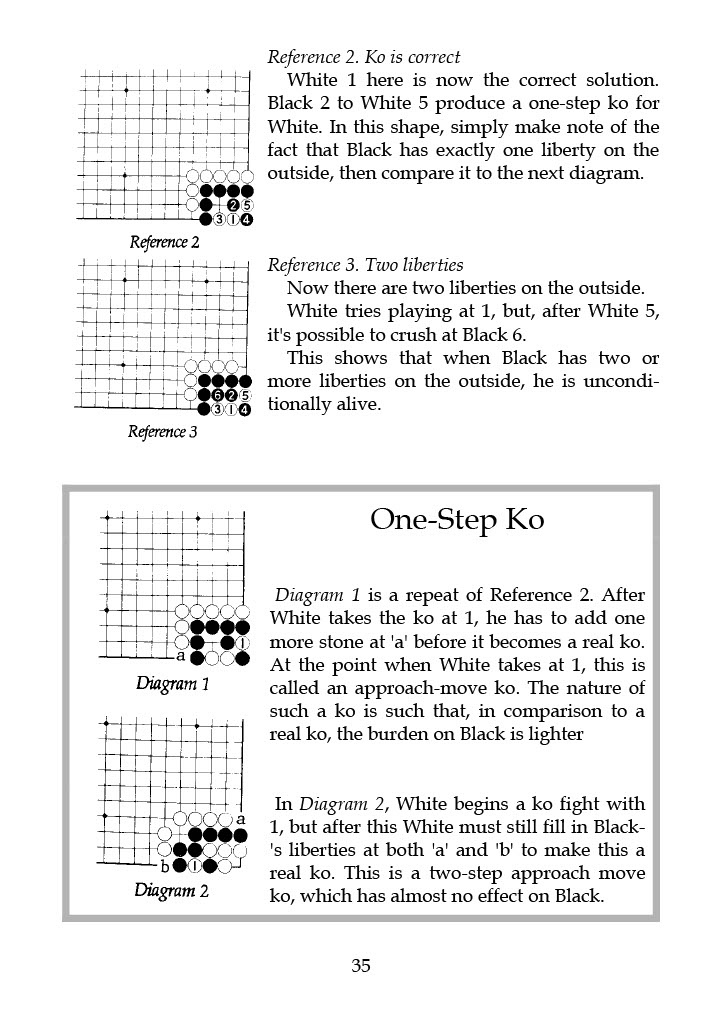 Reference 2. Ko is correct
White 1 here is now the correct solution.
Black 2 to White 5 produce a one-step ko for
White. In this shape, simply make note of the
fact that Black has exactly one liberty on the
outside, then compare it to the next diagram.
2 5
3 1 4
Reference 2
Reference 3. Two liberties
Now there are two liberties on the outside.
White tries playing at 1, but, after White 5,
it's possible to crush at Black 6.
This shows that when Black has two or
more liberties on the outside, he is uncondi-
tionally alive.
6 2 5
3 1 4
Reference 3
One-Step Ko
Diagram 1 is a repeat of Reference 2. After
White takes the ko at 1, he has to add one
more stone at 'a' before it becomes a real ko.
At the point when White takes at 1, this is
called an approach-move ko. The nature of
such a ko is such that, in comparison to a
real ko, the burden on Black is lighter
1
a
Diagram 1
In Diagram 2, White begins a ko fight with
1, but after this White must still fill in Black-
's liberties at both 'a' and 'b' to make this a
real ko. This is a two-step approach move
ko, which has almost no effect on Black.
a
b 1
Diagram 2
35